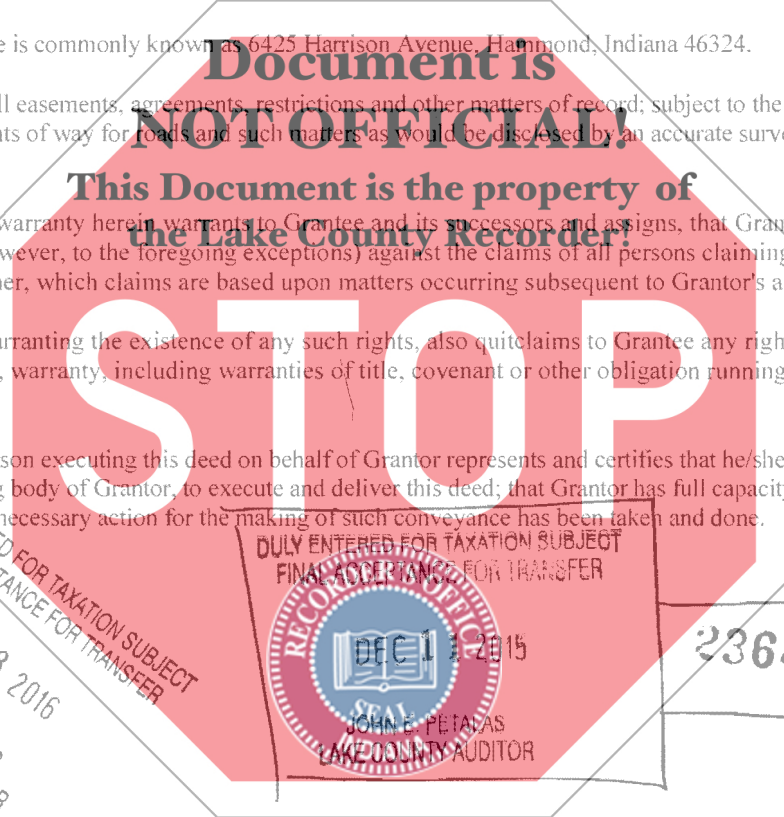 e is commonly known as 6425 Harrison Avenue, Hammond, Indiana 46324.
Document is
ll easements, agreements, restrictions and other matters of record; subject to the
NOT OFFICIAL!
ts of way for roads and such matters as would be disclosed by an accurate surve
This Document is the property of
warranty herein warrants to Grantee and its successors and assigns, that Gran
the Lake County Recorder!
wever, to the foregoing exceptions) against the claims of all persons claiming
er, which claims are based upon matters occurring subsequent to Grantor's a
rranting the existence of any such rights, also quitclaims to Grantee any righ
, warranty, including warranties of title, covenant or other obligation running
STOP
son executing this deed on behalf of Grantor represents and certifies that he/she
g body of Grantor, to execute and deliver this deed; that Grantor has full capacit
necessary action for the making of such conveyance has been taken and done.
DULY ENTERED FOR TAXATION SUBJECT
FINAL ACCEPTANCE FOR TRANSFER
D FOR TAXATION SUBJECT
TANCE FOR TRANSFER
2016
RECORDER'S OFFICE
DEC 2015
236
SEAL
INDIANA
JOHN E. PETALAS
LAKE COUNTY AUDITOR